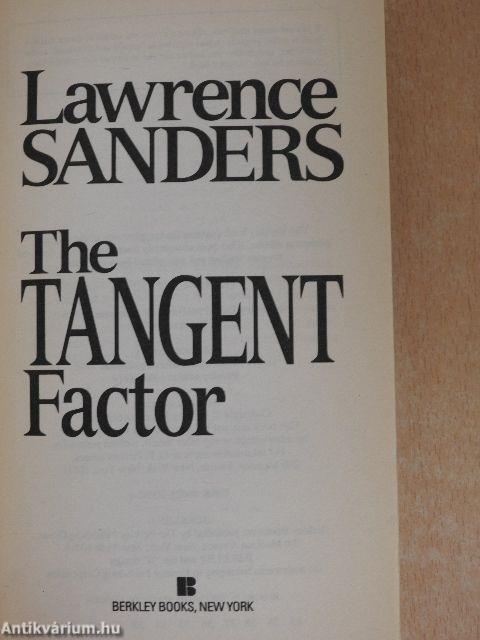 Lawrence
SANDERS
The
TANGENT
Factor
B
BERKLEY BOOKS, NEW YORK
Antikvárium.hu